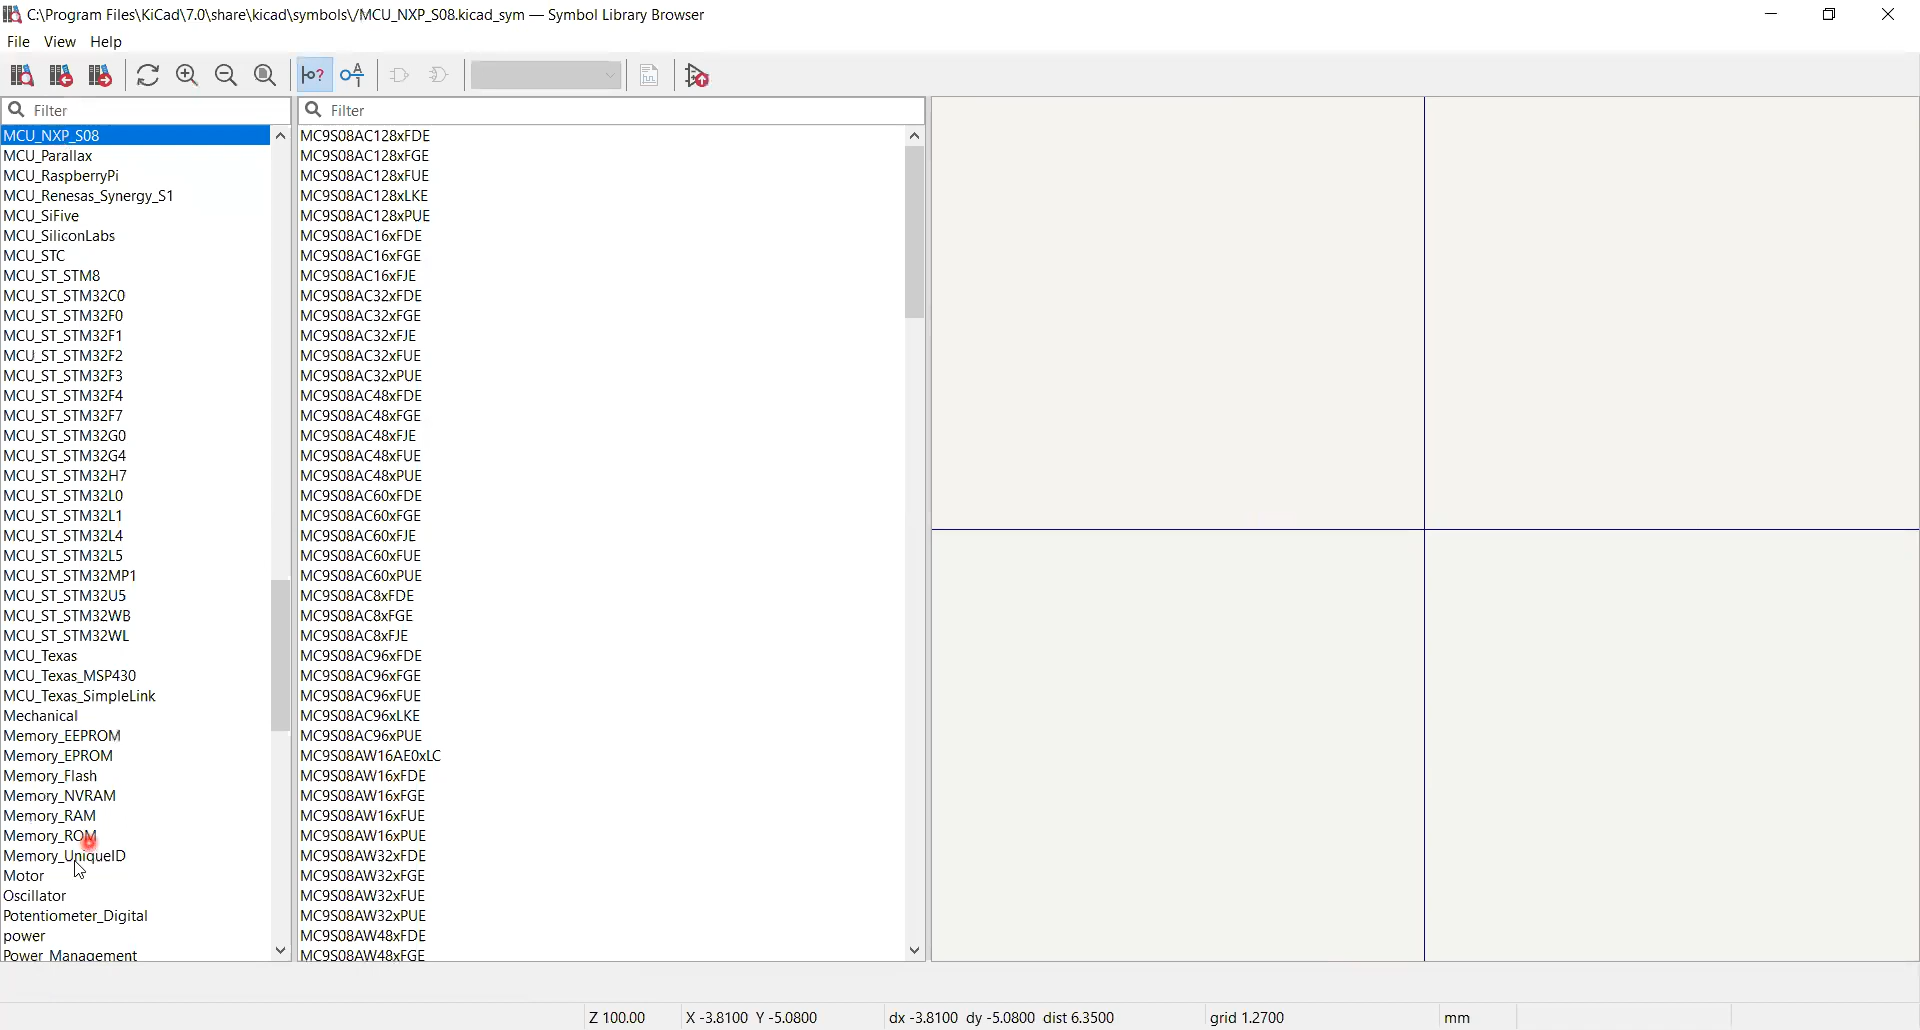 C:\Program Files\KiCad\7.0\share\kicad\symbols\/MCU_NXP_S08.kicad_sym — Symbol Library Browser
File View Help
Filter
MCU_NXP_S08
MCU_Parallax
MCU_RaspberryPi
MCU_Renesas_Synergy_S1
MCU_SiFive
MCU_SiliconLabs
MCU_STC
MCU_ST_STM8
MCU_ST_STM32C0
MCU_ST_STM32F0
MCU_ST_STM32F1
MCU_ST_STM32F2
MCU_ST_STM32F3
MCU_ST_STM32F4
MCU_ST_STM32F7
MCU_ST_STM32G0
MCU_ST_STM32G4
MCU_ST_STM32H7
MCU_ST_STM32L0
MCU_ST_STM32L1
MCU_ST_STM32L4
MCU_ST_STM32L5
MCU_ST_STM32MP1
MCU_ST_STM32U5
MCU_ST_STM32WB
MCU_ST_STM32WL
MCU_Texas
MCU_Texas_MSP430
MCU_Texas_SimpleLink
Mechanical
Memory_EEPROM
Memory_EPROM
Memory_Flash
Memory_NVRAM
Memory_RAM
Memory_ROM
Memory_UniqueID
Motor
Oscillator
Potentiometer_Digital
power
Power_Management
Filter
MC9S08AC128xFDE
MC9S08AC128xFGE
MC9S08AC128xFUE
MC9S08AC128xLKE
MC9S08AC128xPUE
MC9S08AC16xFDE
MC9S08AC16xFGE
MC9S08AC16xFJE
MC9S08AC32xFDE
MC9S08AC32xFGE
MC9S08AC32xFJE
MC9S08AC32xFUE
MC9S08AC32xPUE
MC9S08AC48xFDE
MC9S08AC48xFGE
MC9S08AC48xFJE
MC9S08AC48xFUE
MC9S08AC48xPUE
MC9S08AC60xFDE
MC9S08AC60xFGE
MC9S08AC60xFJE
MC9S08AC60xFUE
MC9S08AC60xPUE
MC9S08AC8xFDE
MC9S08AC8xFGE
MC9S08AC8xFJE
MC9S08AC96xFDE
MC9S08AC96xFGE
MC9S08AC96xFUE
MC9S08AC96xLKE
MC9S08AC96xPUE
MC9S08AW16AE0xLC
MC9S08AW16xFDE
MC9S08AW16xFGE
MC9S08AW16xFUE
MC9S08AW16xPUE
MC9S08AW32xFDE
MC9S08AW32xFGE
MC9S08AW32xFUE
MC9S08AW32xPUE
MC9S08AW48xFDE
MC9S08AW48xFGE
Z 100.00 X -3.8100 Y -5.0800 dx -3.8100 dy -5.0800 dist 6.3500 grid 1.2700 mm